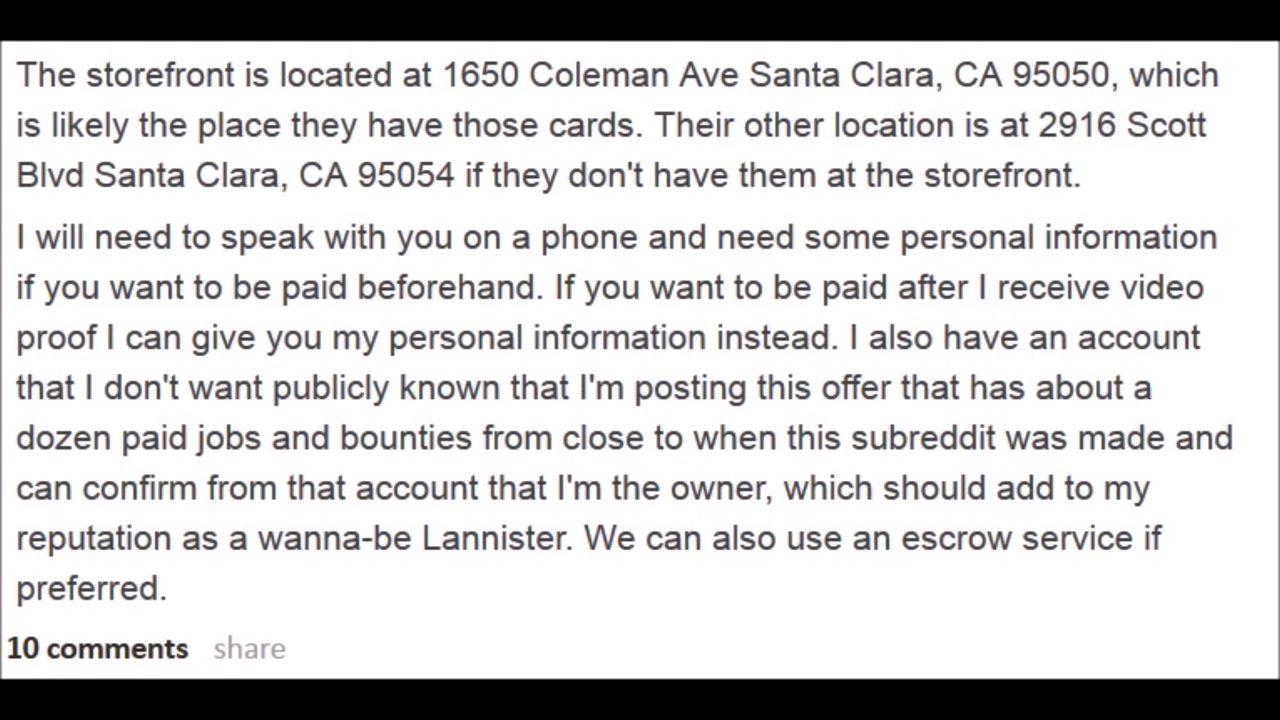 The storefront is located at 1650 Coleman Ave Santa Clara, CA 95050, which
is likely the place they have those cards. Their other location is at 2916 Scott
Blvd Santa Clara, CA 95054 if they don't have them at the storefront.
I will need to speak with you on a phone and need some personal information
if you want to be paid beforehand. If you want to be paid after I receive video
proof I can give you my personal information instead. I also have an account
that I don't want publicly known that I'm posting this offer that has about a
dozen paid jobs and bounties from close to when this subreddit was made and
can confirm from that account that I'm the owner, which should add to my
reputation as a wanna-be Lannister. We can also use an escrow service if
preferred.
10 comments share